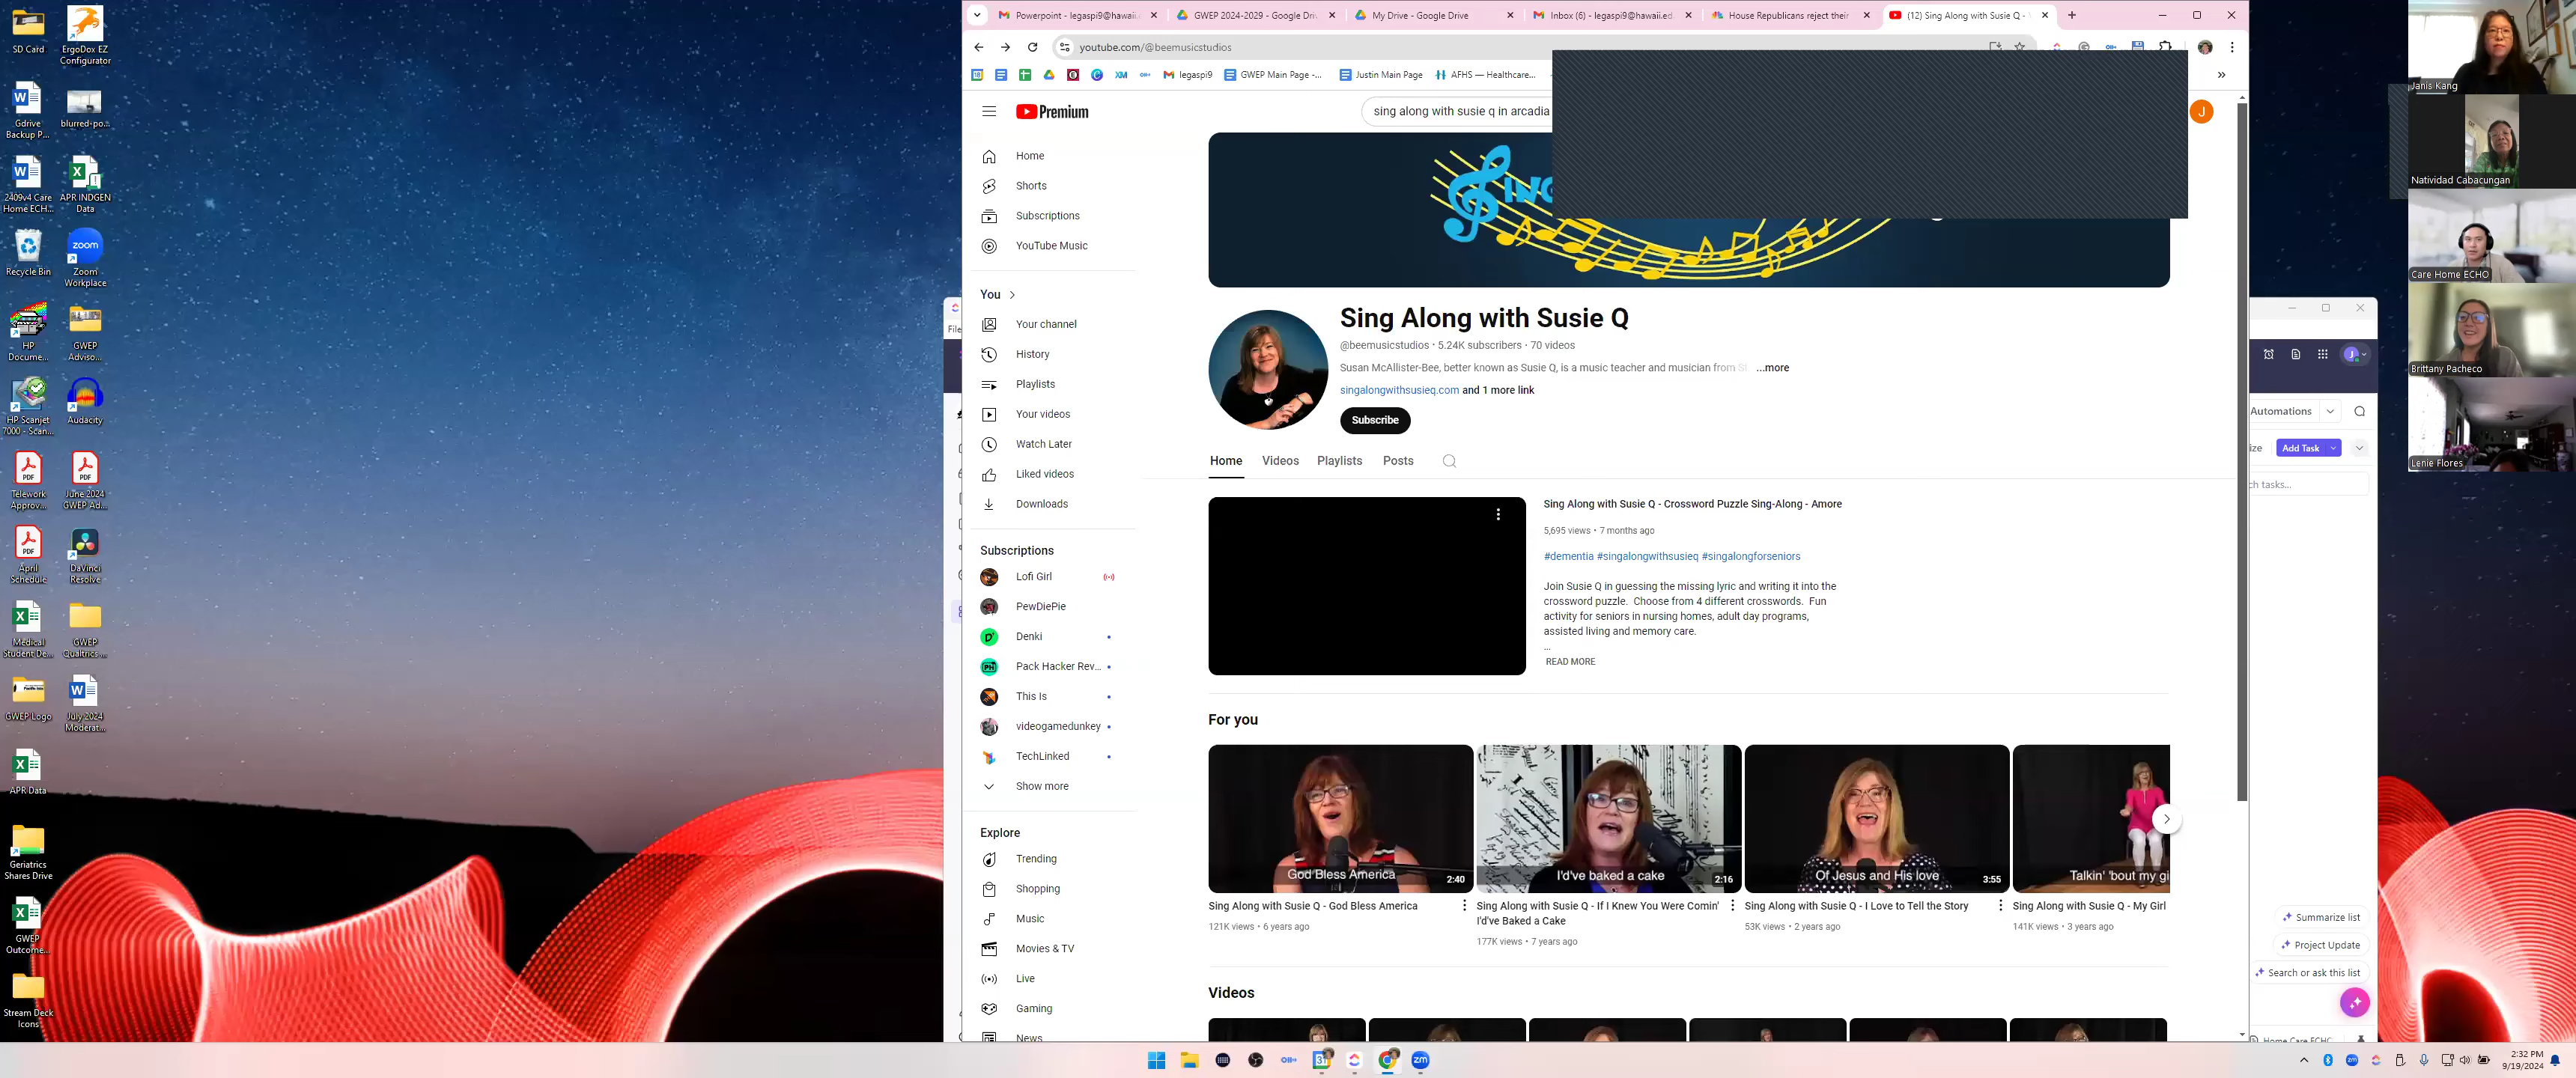 SD Card
ErgoDox EZ
Configurator
Gdrive
Backup P...
blurred-po...
2409v4 Care
Home ECH...
APR INDGEN
Data
Recycle Bin
zoom
Zoom
Workplace
HP
Docume...
GWEP
Adviso...
HP Scanjet
7000 - Scan...
Audacity
PDF
Telework
Approv...
PDF
June 2024
GWEP Ad...
PDF
April
Schedule
DaVinci
Resolve
Medical
Student De...
GWEP
Qualtrics ...
GWEP Logo
July 2024
Moderat...
APR Data
Geriatrics
Shares Drive
GWEP
Outcome...
Stream Deck
Icons
Powerpoint - legaspi9@hawaii.
GWEP 2024-2029 - Google Dri
My Drive - Google Drive
Inbox (6) - legaspi9@hawaii.ed
House Republicans reject their
(12) Sing Along with Susie Q -
youtube.com/@beemusicstudios
legaspi9
GWEP Main Page -...
Justin Main Page
AFHS — Healthcare...
Premium
sing along with susie q in arcadia
J
Home
Shorts
Subscriptions
YouTube Music
You
Your channel
History
Playlists
Your videos
Watch Later
Liked videos
Downloads
Subscriptions
Lofi Girl
PewDiePie
Denki
Pack Hacker Rev...
This Is
videogamedunkey
TechLinked
Show more
Explore
Trending
Shopping
Music
Movies & TV
Live
Gaming
News
Sing Along with Susie Q
@beemusicstudios • 5.24K subscribers • 70 videos
Susan McAllister-Bee, better known as Susie Q, is a music teacher and musician from St ...more
singalongwithsusieq.com and 1 more link
Subscribe
Home
Videos
Playlists
Posts
Sing Along with Susie Q - Crossword Puzzle Sing-Along - Amore
5,695 views • 7 months ago
#dementia #singalongwithsusieq #singalongforseniors
Join Susie Q in guessing the missing lyric and writing it into the
crossword puzzle. Choose from 4 different crosswords. Fun
activity for seniors in nursing homes, adult day programs,
assisted living and memory care.
...
READ MORE
For you
God Bless America
2:40
I'd've baked a cake
2:16
Of Jesus and His love
3:55
Talkin' 'bout my gi
Sing Along with Susie Q - God Bless America
121K views • 6 years ago
Sing Along with Susie Q - If I Knew You Were Comin'
I'd've Baked a Cake
177K views • 7 years ago
Sing Along with Susie Q - I Love to Tell the Story
53K views • 2 years ago
Sing Along with Susie Q - My Girl
141K views • 3 years ago
Videos
File
Automations
Add Task
ch tasks...
Summarize list
Project Update
Search or ask this list
Janis Kang
Natividad Cabacungan
Care Home ECHO
Brittany Pacheco
Lenie Flores
2:32 PM
9/19/2024